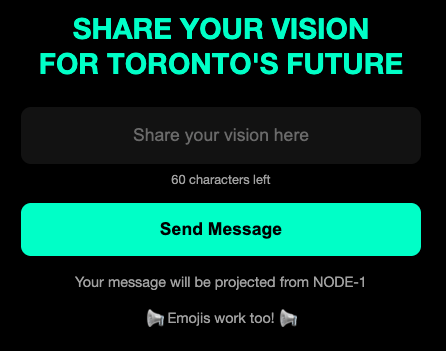 SHARE YOUR VISION
FOR TORONTO'S FUTURE
Share your vision here
60 characters left
Send Message
Your message will be projected from NODE-1
📢 Emojis work too! 📢